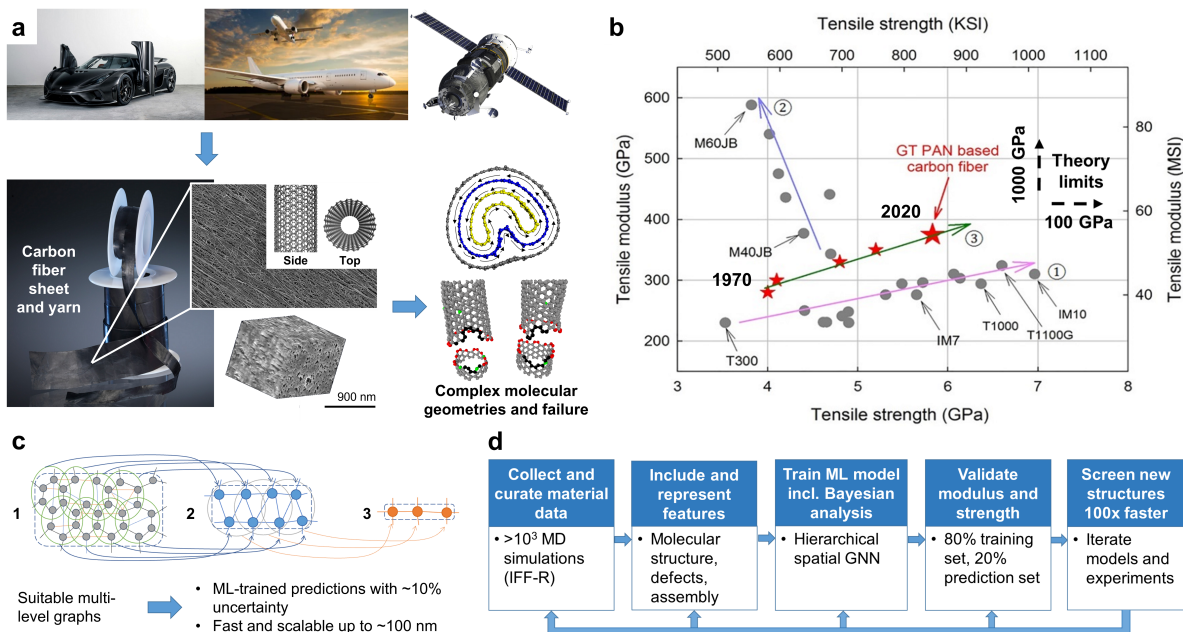 a
Carbon
fiber
sheet
and yarn
Side
Top
900 nm
Complex molecular
geometries and failure
b
Tensile strength (KSI)
500
600
700
800
900
1000
1100
Tensile modulus (GPa)
600
500
400
300
200
80
60
40
Tensile modulus (MSI)
②
M60JB
GT PAN based
carbon fiber
1000 GPa
Theory
limits
100 GPa
2020
③
M40JB
1970
①
IM10
T1100G
T1000
IM7
T300
3
4
5
6
7
8
Tensile strength (GPa)
c
1
2
3
Suitable multi-
level graphs
• ML-trained predictions with ~10%
uncertainty
• Fast and scalable up to ~100 nm
d
Collect and
curate material
data
• >10³ MD
simulations
(IFF-R)
Include and
represent
features
• Molecular
structure,
defects,
assembly
Train ML model
incl. Bayesian
analysis
• Hierarchical
spatial GNN
Validate
modulus and
strength
• 80% training
set, 20%
prediction set
Screen new
structures
100x faster
• Iterate
models and
experiments